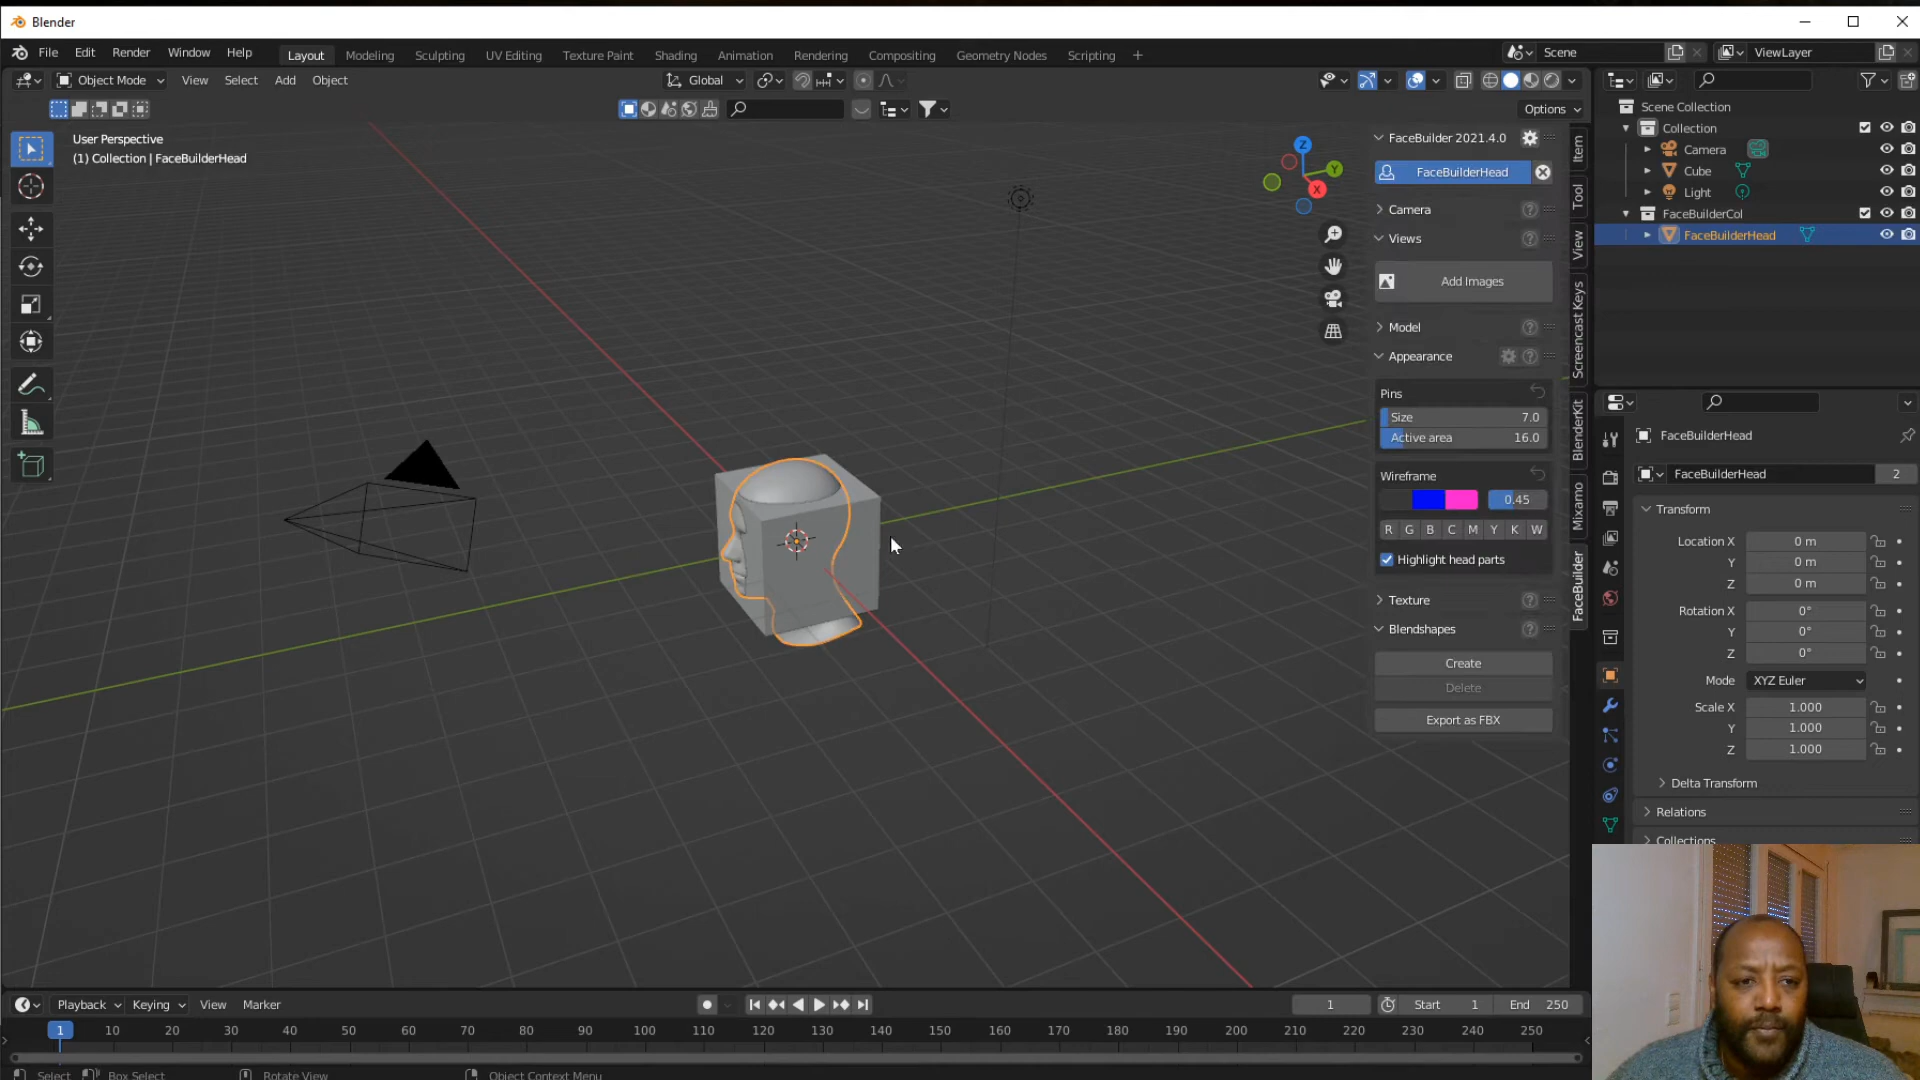 Blender
File Edit Render Window Help Layout Modeling Sculpting UV Editing Texture Paint Shading Animation Rendering Compositing Geometry Nodes Scripting + Scene ViewLayer
Object Mode View Select Add Object Global
Options
User Perspective
(1) Collection | FaceBuilderHead
FaceBuilder 2021.4.0
FaceBuilderHead
Camera
Views
Add Images
Model
Appearance
Pins
Size 7.0
Active area 16.0
Wireframe
0.45
R G B C M Y K W
Highlight head parts
Texture
Blendshapes
Create
Delete
Export as FBX
Z
Y
X
Item
Tool
View
Screencast Keys
BlenderKit
Mixamo
FaceBuilder
Scene Collection
Collection
Camera
Cube
Light
FaceBuilderCol
FaceBuilderHead
FaceBuilderHead
FaceBuilderHead 2
Transform
Location X 0 m
Y 0 m
Z 0 m
Rotation X 0°
Y 0°
Z 0°
Mode XYZ Euler
Scale X 1.000
Y 1.000
Z 1.000
Delta Transform
Relations
Collections
Playback Keying View Marker 1 Start 1 End 250
1 10 20 30 40 50 60 70 80 90 100 110 120 130 140 150 160 170 180 190 200 210 220 230 240 250
Select Box Select Rotate View Object Context Menu